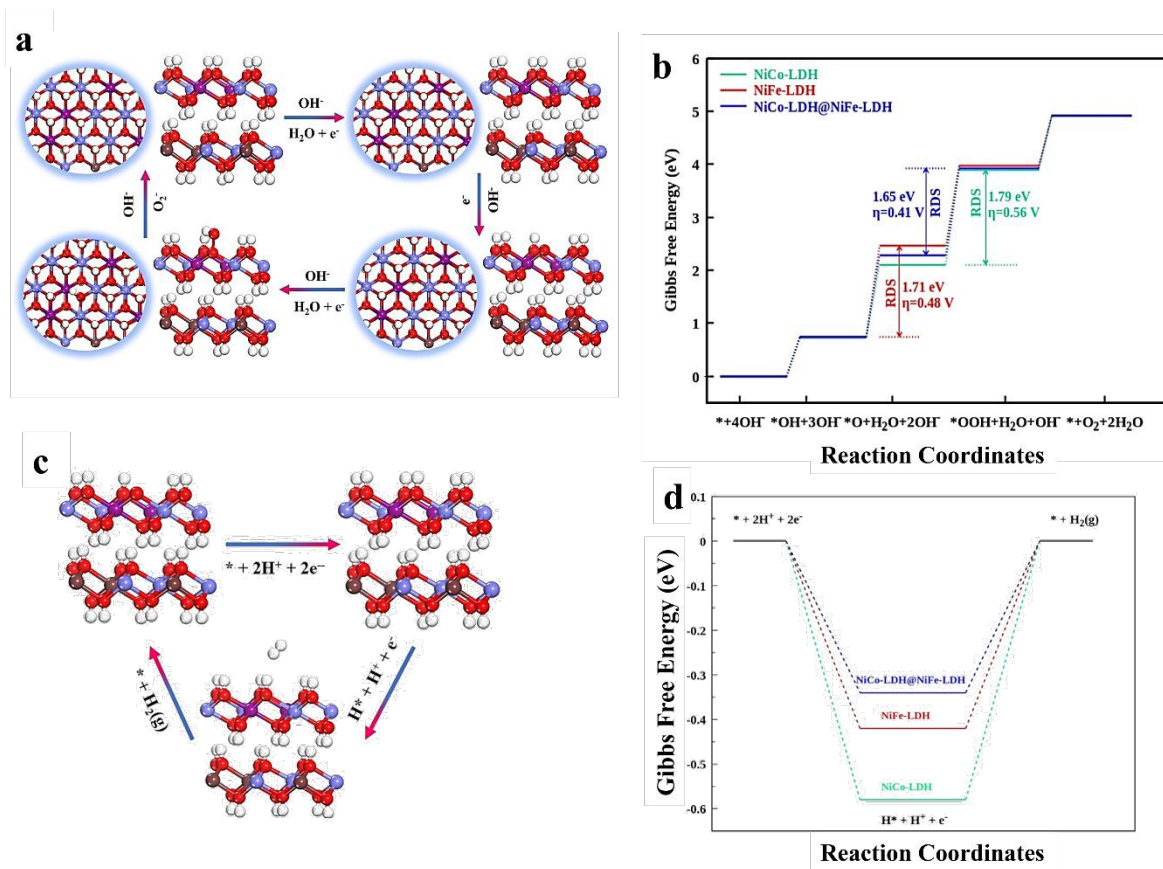 a
OH-
H2O + e-
OH-
O2-
e-
OH-
OH-
H2O + e-
b
Gibbs Free Energy (eV)
6
5
4
3
2
1
0
NiCo-LDH
NiFe-LDH
NiCo-LDH@NiFe-LDH
1.65 eV
η=0.41 V
RDS
RDS
1.79 eV
η=0.56 V
RDS
1.71 eV
η=0.48 V
*+4OH⁻ *OH+3OH⁻ *O+H₂O+2OH⁻ *OOH+H₂O+OH⁻ *+O₂+2H₂O
Reaction Coordinates
c
* + 2H⁺ + 2e⁻
H* + H⁺ + e⁻
* + H₂(g)
d
Gibbs Free Energy (eV)
0.1
0
-0.1
-0.2
-0.3
-0.4
-0.5
-0.6
* + 2H⁺ + 2e⁻
* + H₂(g)
NiCo-LDH@NiFe-LDH
NiFe-LDH
NiCo-LDH
H* + H⁺ + e⁻
Reaction Coordinates